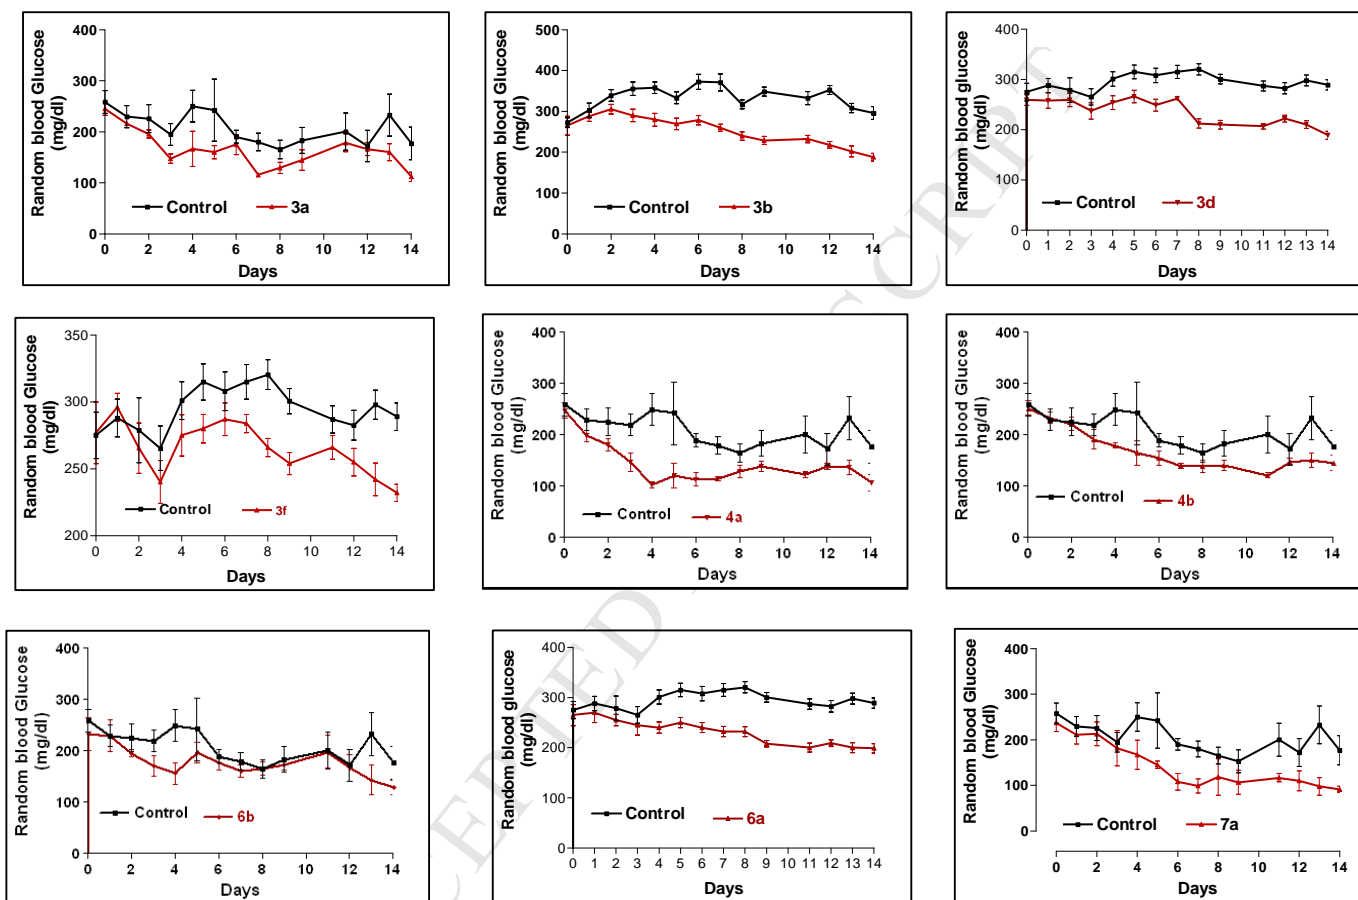 Random blood Glucose
(mg/dl)
400
300
200
100
0
Control
3a
0 2 4 6 8 10 12 14
Days
Random blood Glucose
(mg/dl)
500
400
300
200
100
0
Control
3b
0 2 4 6 8 10 12 14
Days
Random blood glucose
(mg/dl)
400
300
200
100
0
Control
3d
0 1 2 3 4 5 6 7 8 9 10 11 12 13 14
Days
Random blood Glucose
(mg/dl)
350
300
250
200
Control
3f
0 2 4 6 8 10 12 14
Days
Random blood Glucose
(mg/dl)
400
300
200
100
0
Control
4a
0 2 4 6 8 10 12 14
Days
Random blood Glucose
(mg/dl)
400
300
200
100
0
Control
4b
0 2 4 6 8 10 12 14
Days
Random blood Glucose
(mg/dl)
400
300
200
100
0
Control
6b
0 2 4 6 8 10 12 14
Days
Random blood glucose
(mg/dl)
400
300
200
100
0
Control
6a
0 1 2 3 4 5 6 7 8 9 10 11 12 13 14
Days
Random blood Glucose
(mg/dl)
400
300
200
100
0
Control
7a
0 2 4 6 8 10 12 14
Days